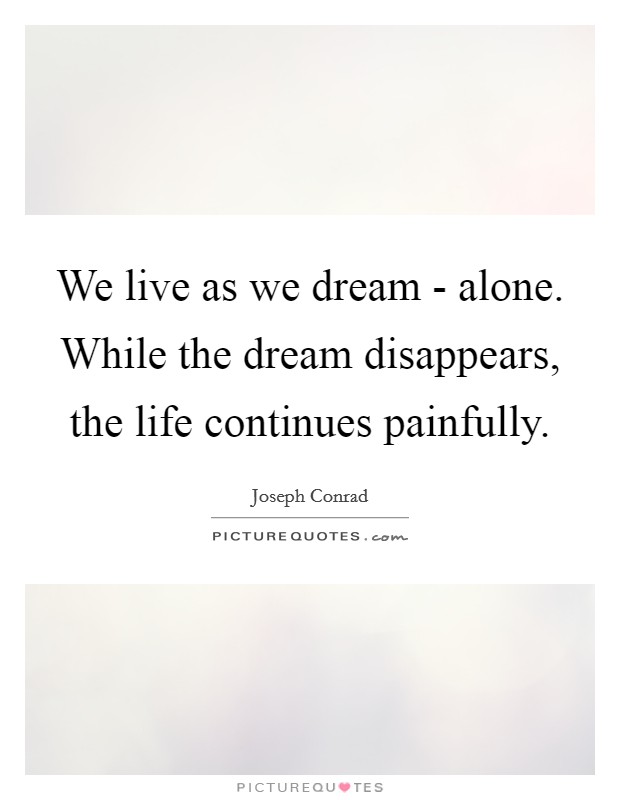 We live as we dream - alone.
While the dream disappears,
the life continues painfully.
Joseph Conrad
PICTUREQUOTES.com
PICTUREQUOTES